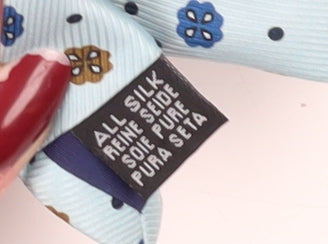 ALL SILK
REINE SEIDE
SOIE PURE
PURA SETA